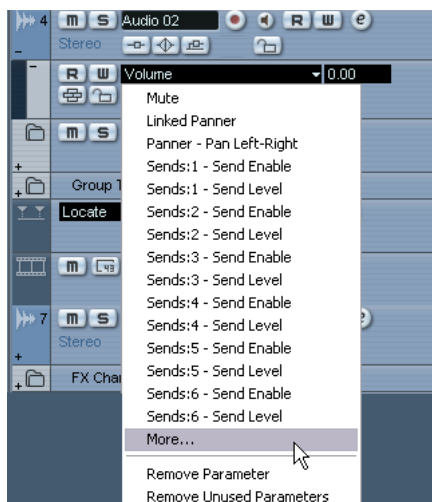 4 m S Audio 02 R W e
Stereo
R W Volume 0.00
Mute
Linked Panner
m S
Panner - Pan Left-Right
Sends:1 - Send Enable
Group T
Sends:1 - Send Level
Locate
Sends:2 - Send Enable
Sends:2 - Send Level
Sends:3 - Send Enable
m
Sends:3 - Send Level
Sends:4 - Send Enable
7 m S
Sends:4 - Send Level
Stereo
Sends:5 - Send Enable
Sends:5 - Send Level
FX Cha
Sends:6 - Send Enable
Sends:6 - Send Level
More...
Remove Parameter
Remove Unused Parameters